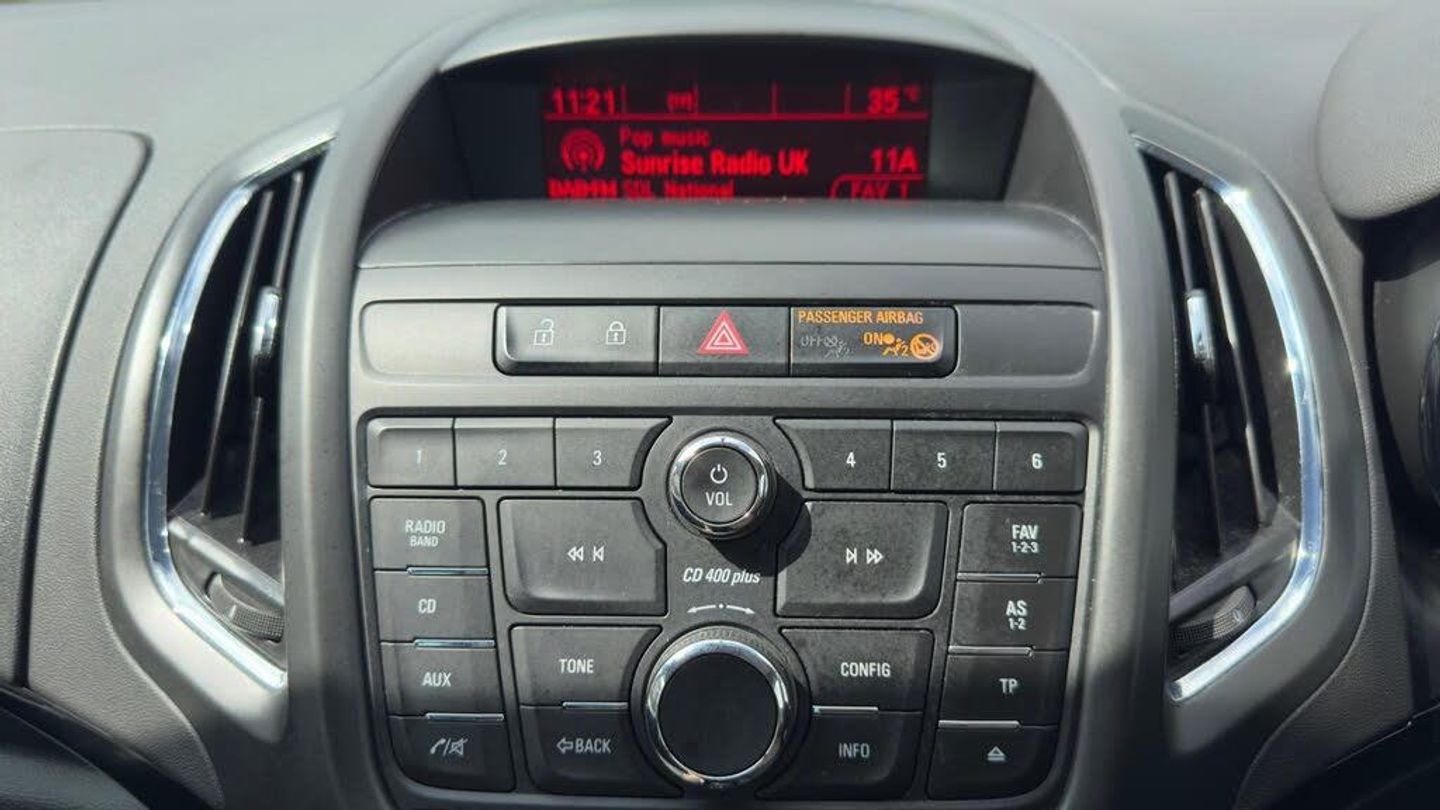 11:21 35 °C
Pop music
Sunrise Radio UK 11A
SDL National FAV 1
PASSENGER AIRBAG
OFF ON 2
1 2 3 4 5 6
VOL
RADIO
BAND
FAV
1-2-3
CD 400 plus
CD
AS
1-2
AUX
TONE
CONFIG
TP
BACK
INFO